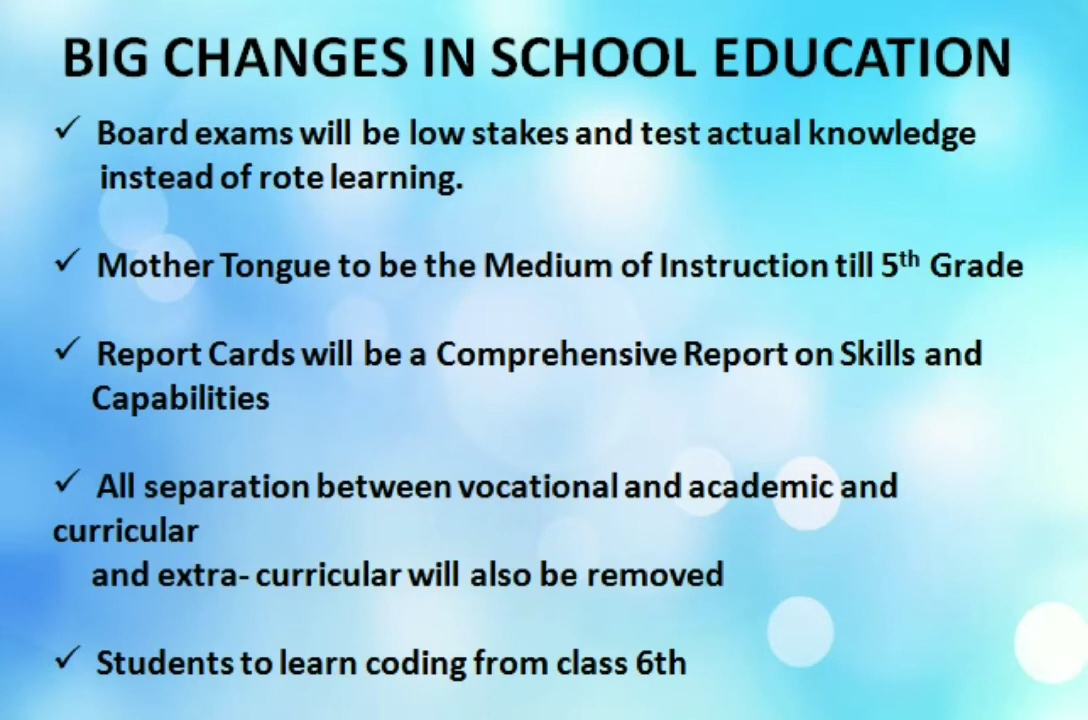 BIG CHANGES IN SCHOOL EDUCATION
✓ Board exams will be low stakes and test actual knowledge
instead of rote learning.
✓ Mother Tongue to be the Medium of Instruction till 5th Grade
✓ Report Cards will be a Comprehensive Report on Skills and
Capabilities
✓ All separation between vocational and academic and
curricular
and extra- curricular will also be removed
✓ Students to learn coding from class 6th